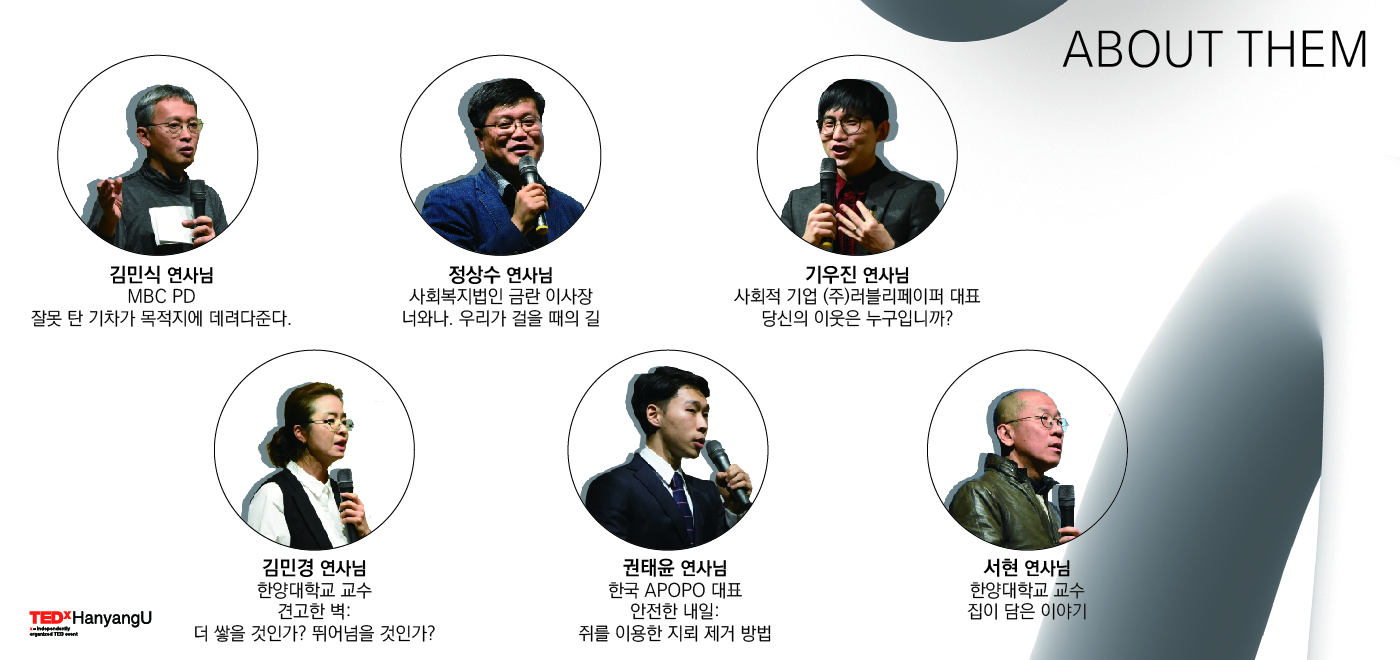 ABOUT THEM
김민식 연사님
MBC PD
잘못 탄 기차가 목적지에 데려다준다.
정상수 연사님
사회복지법인 금란 이사장
너와나. 우리가 걸을 때의 길
기우진 연사님
사회적 기업 (주)러블리페이퍼 대표
당신의 이웃은 누구입니까?
김민경 연사님
한양대학교 교수
견고한 벽:
더 쌓을 것인가? 뛰어넘을 것인가?
권태윤 연사님
한국 APOPO 대표
안전한 내일:
쥐를 이용한 지뢰 제거 방법
서현 연사님
한양대학교 교수
집이 담은 이야기
TEDxHanyangU
x = independently
organized TED event